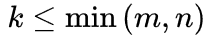 k ≤ min (m, n)